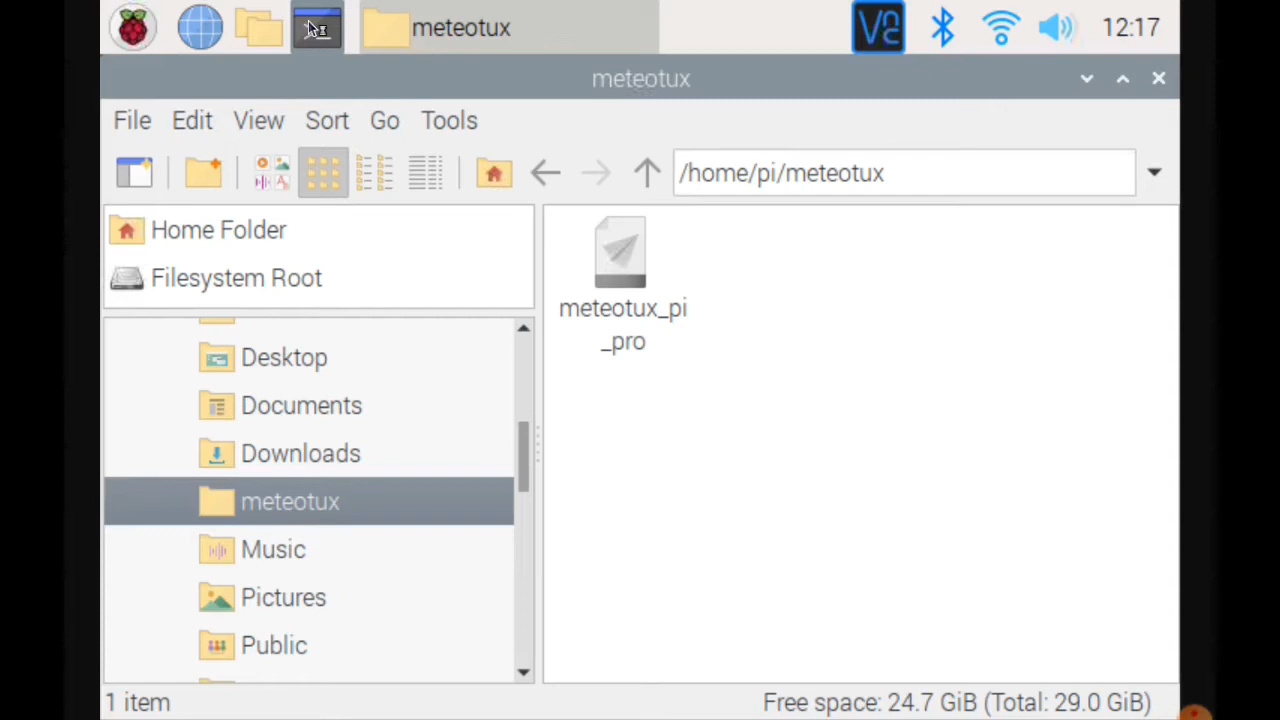 meteotux
VNC
12:17
meteotux
File Edit View Sort Go Tools
/home/pi/meteotux
Home Folder
Filesystem Root
Desktop
Documents
Downloads
meteotux
Music
Pictures
Public
meteotux_pi
_pro
1 item
Free space: 24.7 GiB (Total: 29.0 GiB)